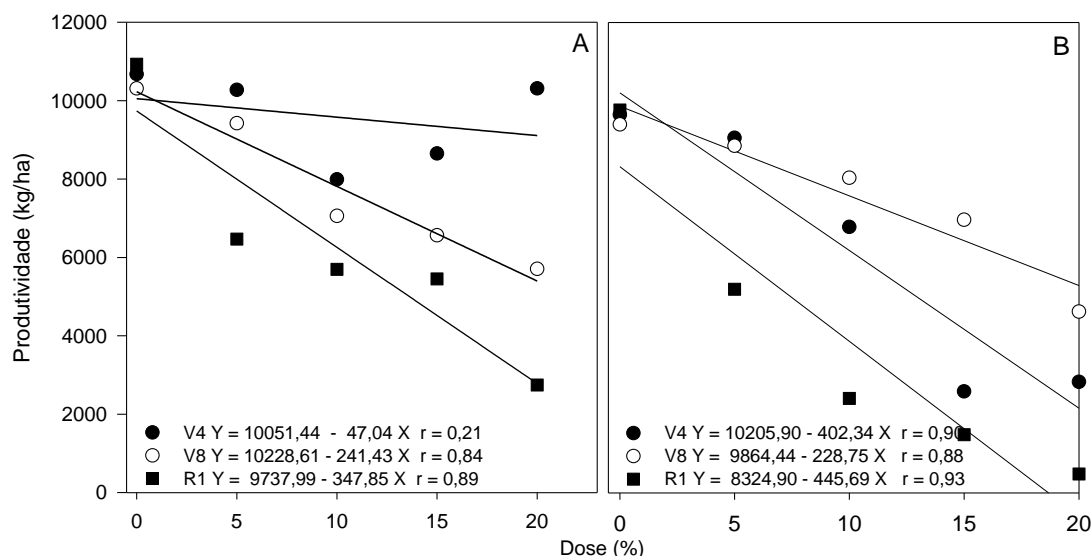 12000
10000
8000
6000
4000
2000
0
Produtividade (kg/ha)
A
V4 Y = 10051,44 - 47,04 X r = 0,21
V8 Y = 10228,61 - 241,43 X r = 0,84
R1 Y = 9737,99 - 347,85 X r = 0,89
0 5 10 15 20
B
V4 Y = 10205,90 - 402,34 X r = 0,90
V8 Y = 9864,44 - 228,75 X r = 0,88
R1 Y = 8324,90 - 445,69 X r = 0,93
0 5 10 15 20
Dose (%)